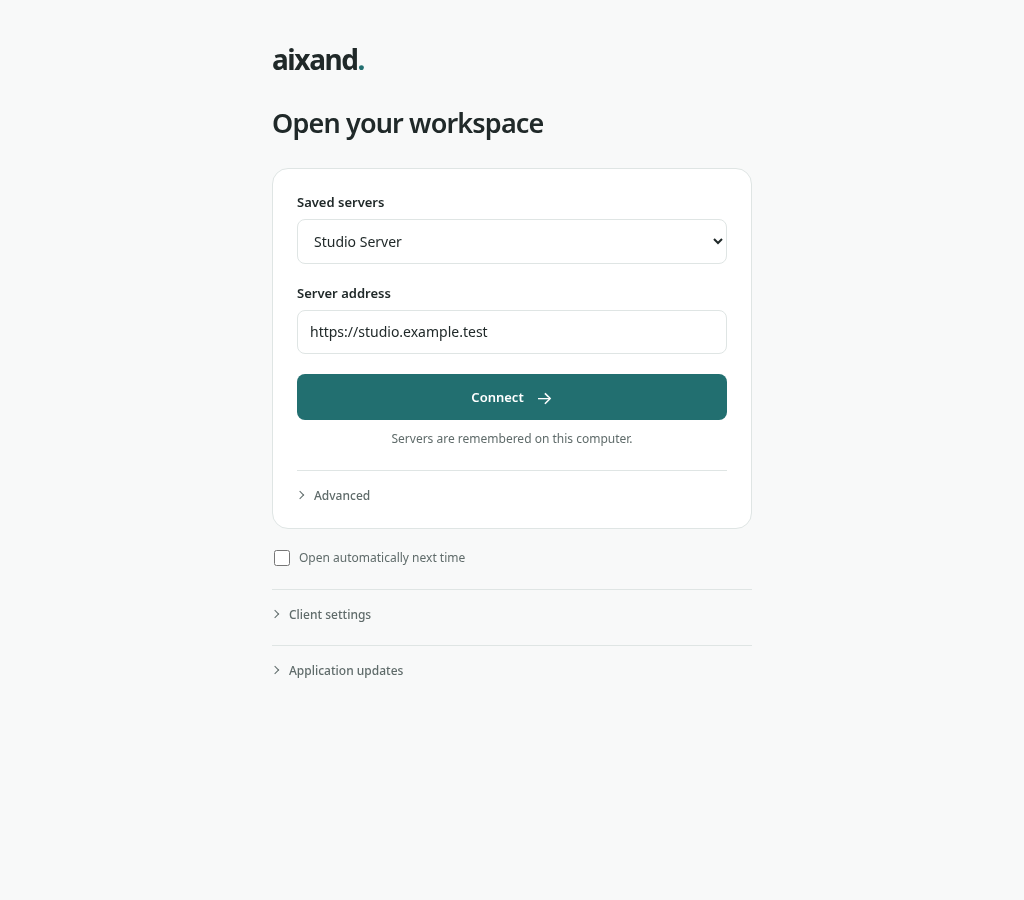 aixand.
Open your workspace
Saved servers
Studio Server
Server address
https://studio.example.test
Connect →
Servers are remembered on this computer.
Advanced
Open automatically next time
Client settings
Application updates